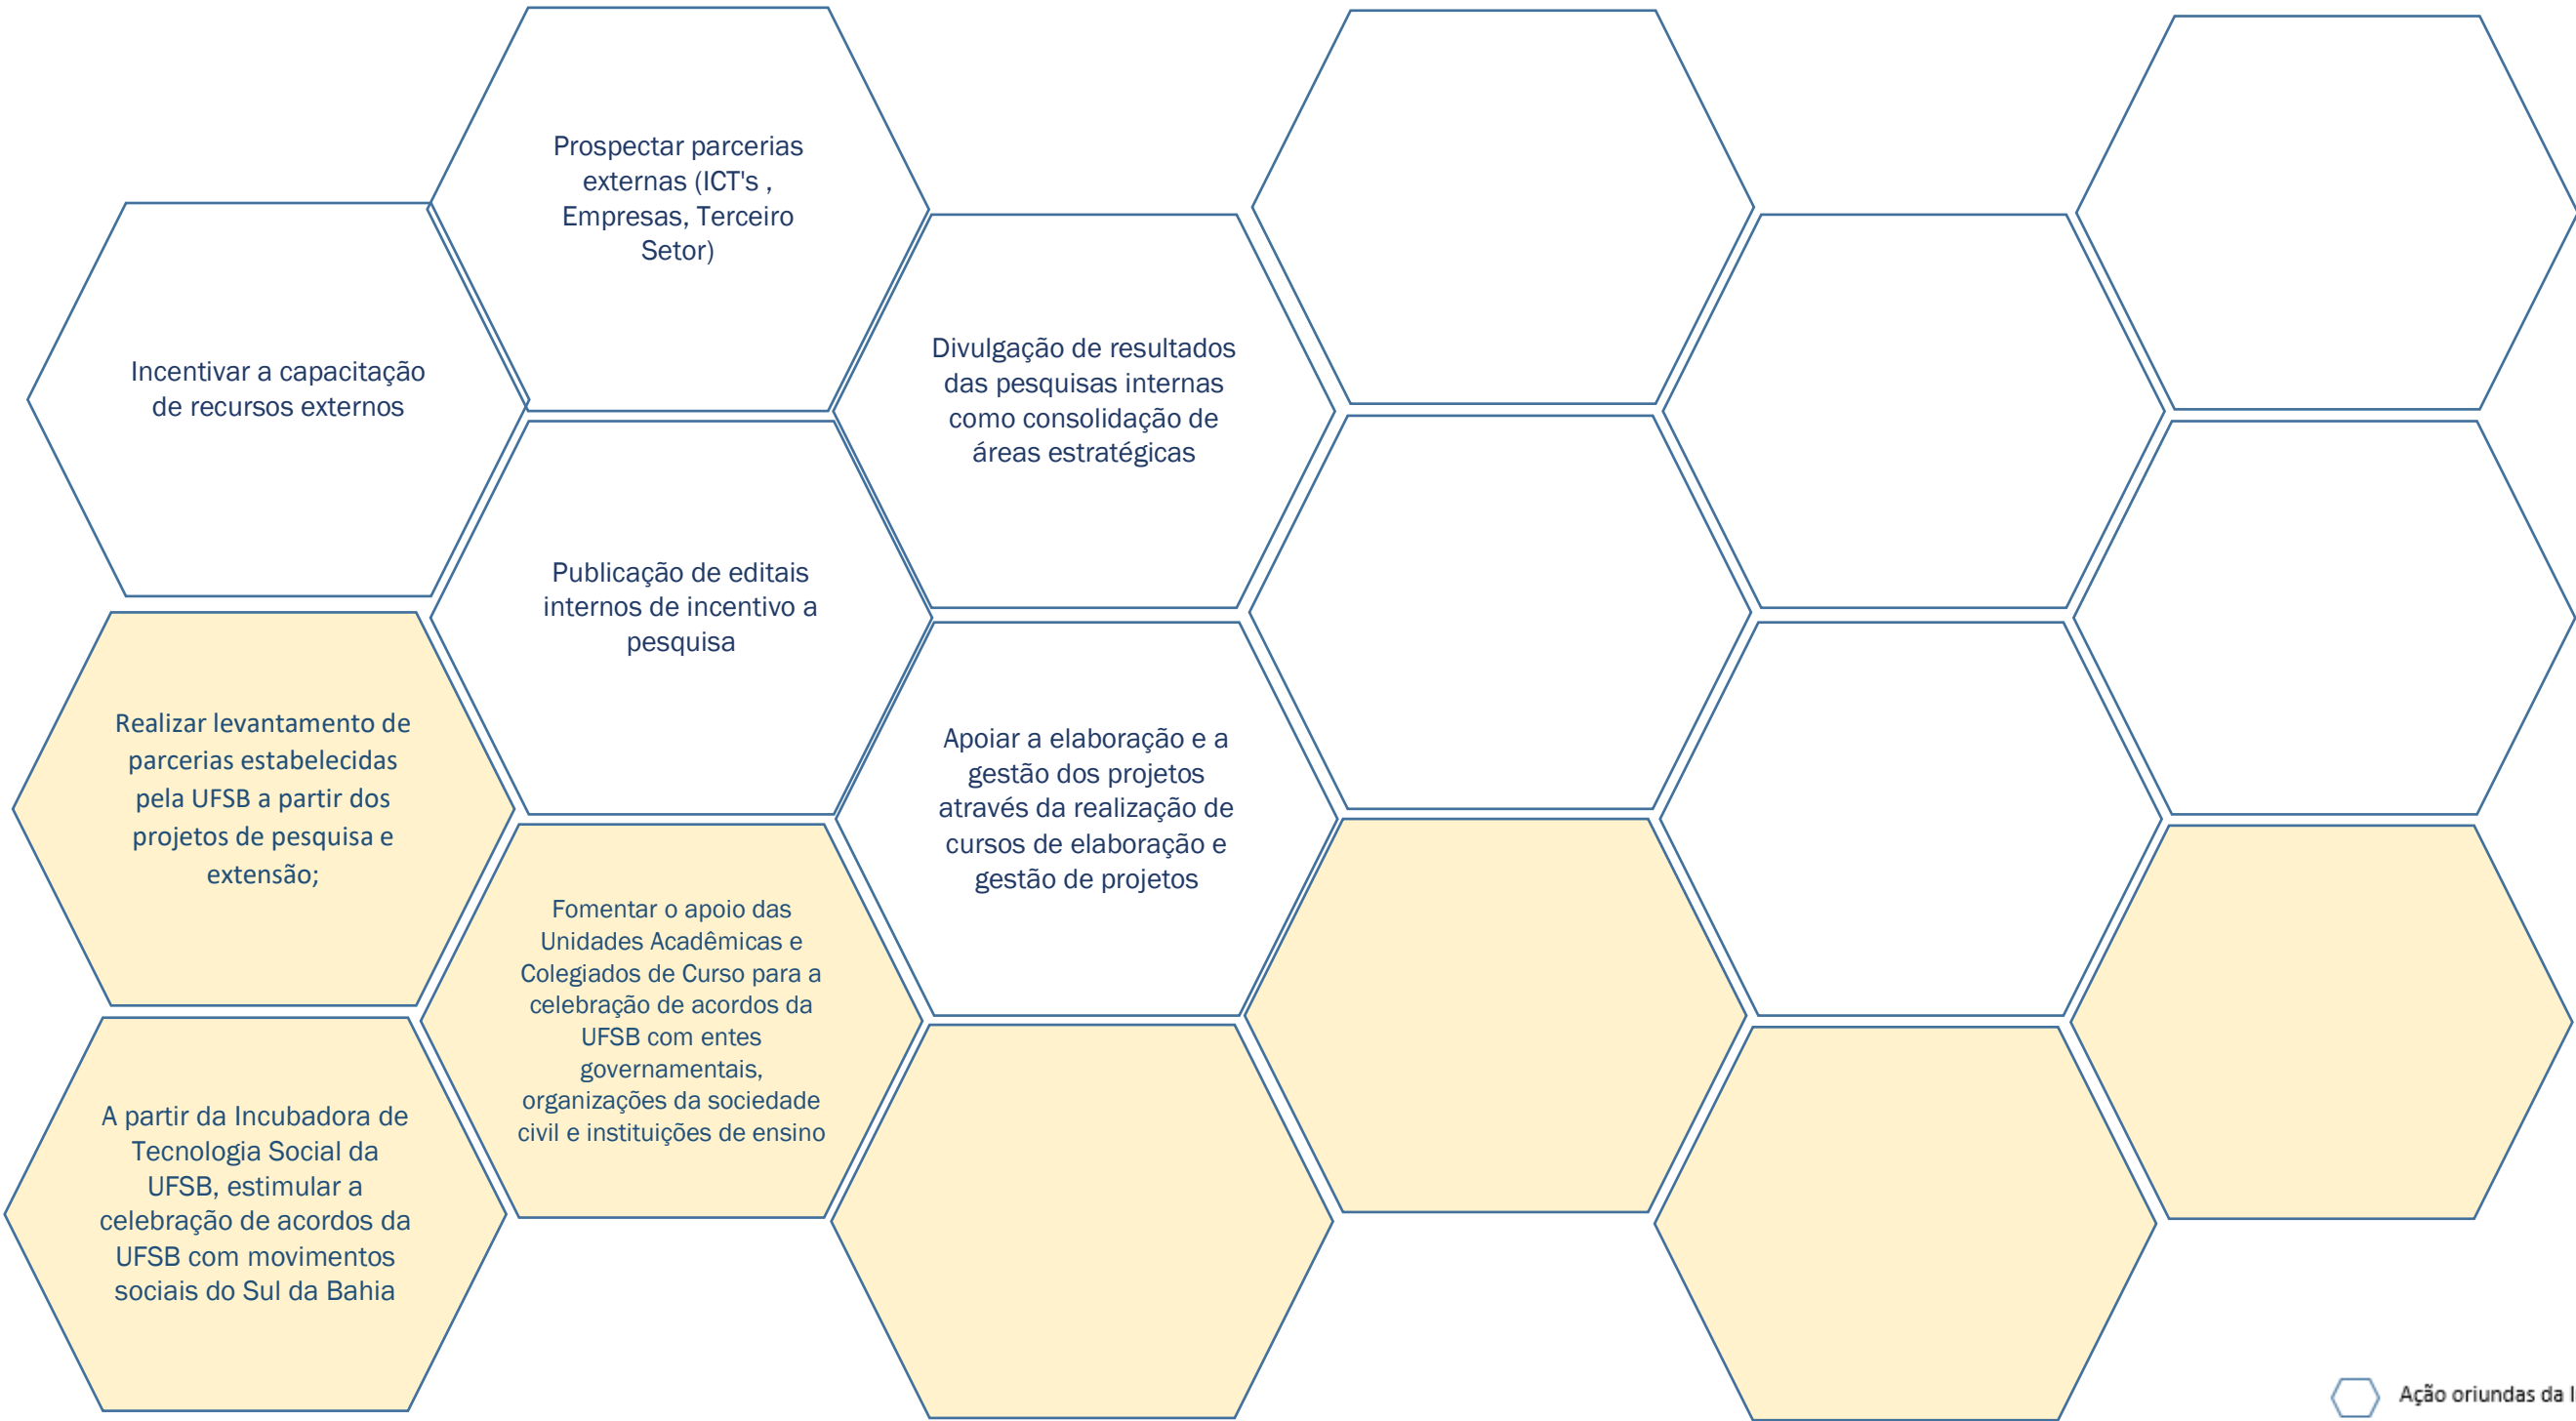 Prospectar parcerias
externas (ICT's ,
Empresas, Terceiro
Setor)
Incentivar a capacitação
de recursos externos
Divulgação de resultados
das pesquisas internas
como consolidação de
áreas estratégicas
Publicação de editais
internos de incentivo a
pesquisa
Realizar levantamento de
parcerias estabelecidas
pela UFSB a partir dos
projetos de pesquisa e
extensão;
Apoiar a elaboração e a
gestão dos projetos
através da realização de
cursos de elaboração e
gestão de projetos
Fomentar o apoio das
Unidades Acadêmicas e
Colegiados de Curso para a
celebração de acordos da
UFSB com entes
governamentais,
organizações da sociedade
civil e instituições de ensino
A partir da Incubadora de
Tecnologia Social da
UFSB, estimular a
celebração de acordos da
UFSB com movimentos
sociais do Sul da Bahia
Ação oriundas da